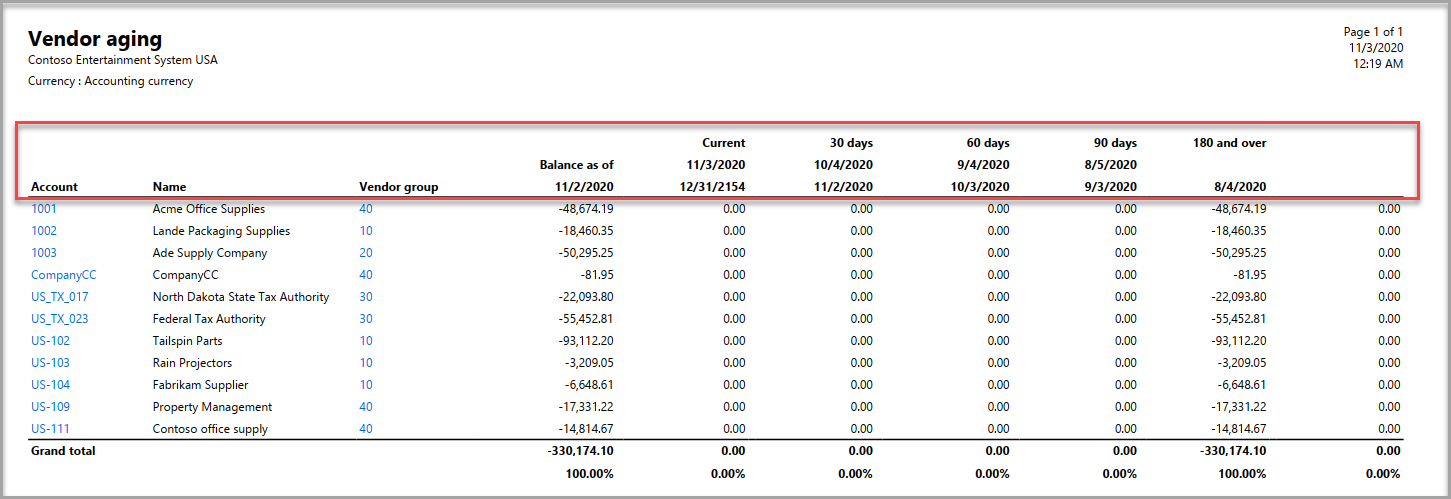 Vendor aging
Page 1 of 1
Contoso Entertainment System USA
11/3/2020
Currency : Accounting currency
12:19 AM
Current 30 days 60 days 90 days 180 and over
Balance as of 11/3/2020 10/4/2020 9/4/2020 8/5/2020
Account Name Vendor group 11/2/2020 12/31/2154 11/2/2020 10/3/2020 9/3/2020 8/4/2020
1001 Acme Office Supplies 40 -48,674.19 0.00 0.00 0.00 0.00 -48,674.19 0.00
1002 Lande Packaging Supplies 10 -18,460.35 0.00 0.00 0.00 0.00 -18,460.35 0.00
1003 Ade Supply Company 20 -50,295.25 0.00 0.00 0.00 0.00 -50,295.25 0.00
CompanyCC CompanyCC 40 -81.95 0.00 0.00 0.00 0.00 -81.95 0.00
US_TX_017 North Dakota State Tax Authority 30 -22,093.80 0.00 0.00 0.00 0.00 -22,093.80 0.00
US_TX_023 Federal Tax Authority 30 -55,452.81 0.00 0.00 0.00 0.00 -55,452.81 0.00
US-102 Tailspin Parts 10 -93,112.20 0.00 0.00 0.00 0.00 -93,112.20 0.00
US-103 Rain Projectors 10 -3,209.05 0.00 0.00 0.00 0.00 -3,209.05 0.00
US-104 Fabrikam Supplier 10 -6,648.61 0.00 0.00 0.00 0.00 -6,648.61 0.00
US-109 Property Management 40 -17,331.22 0.00 0.00 0.00 0.00 -17,331.22 0.00
US-111 Contoso office supply 40 -14,814.67 0.00 0.00 0.00 0.00 -14,814.67 0.00
Grand total -330,174.10 0.00 0.00 0.00 0.00 -330,174.10 0.00
100.00% 0.00% 0.00% 0.00% 0.00% 100.00% 0.00%